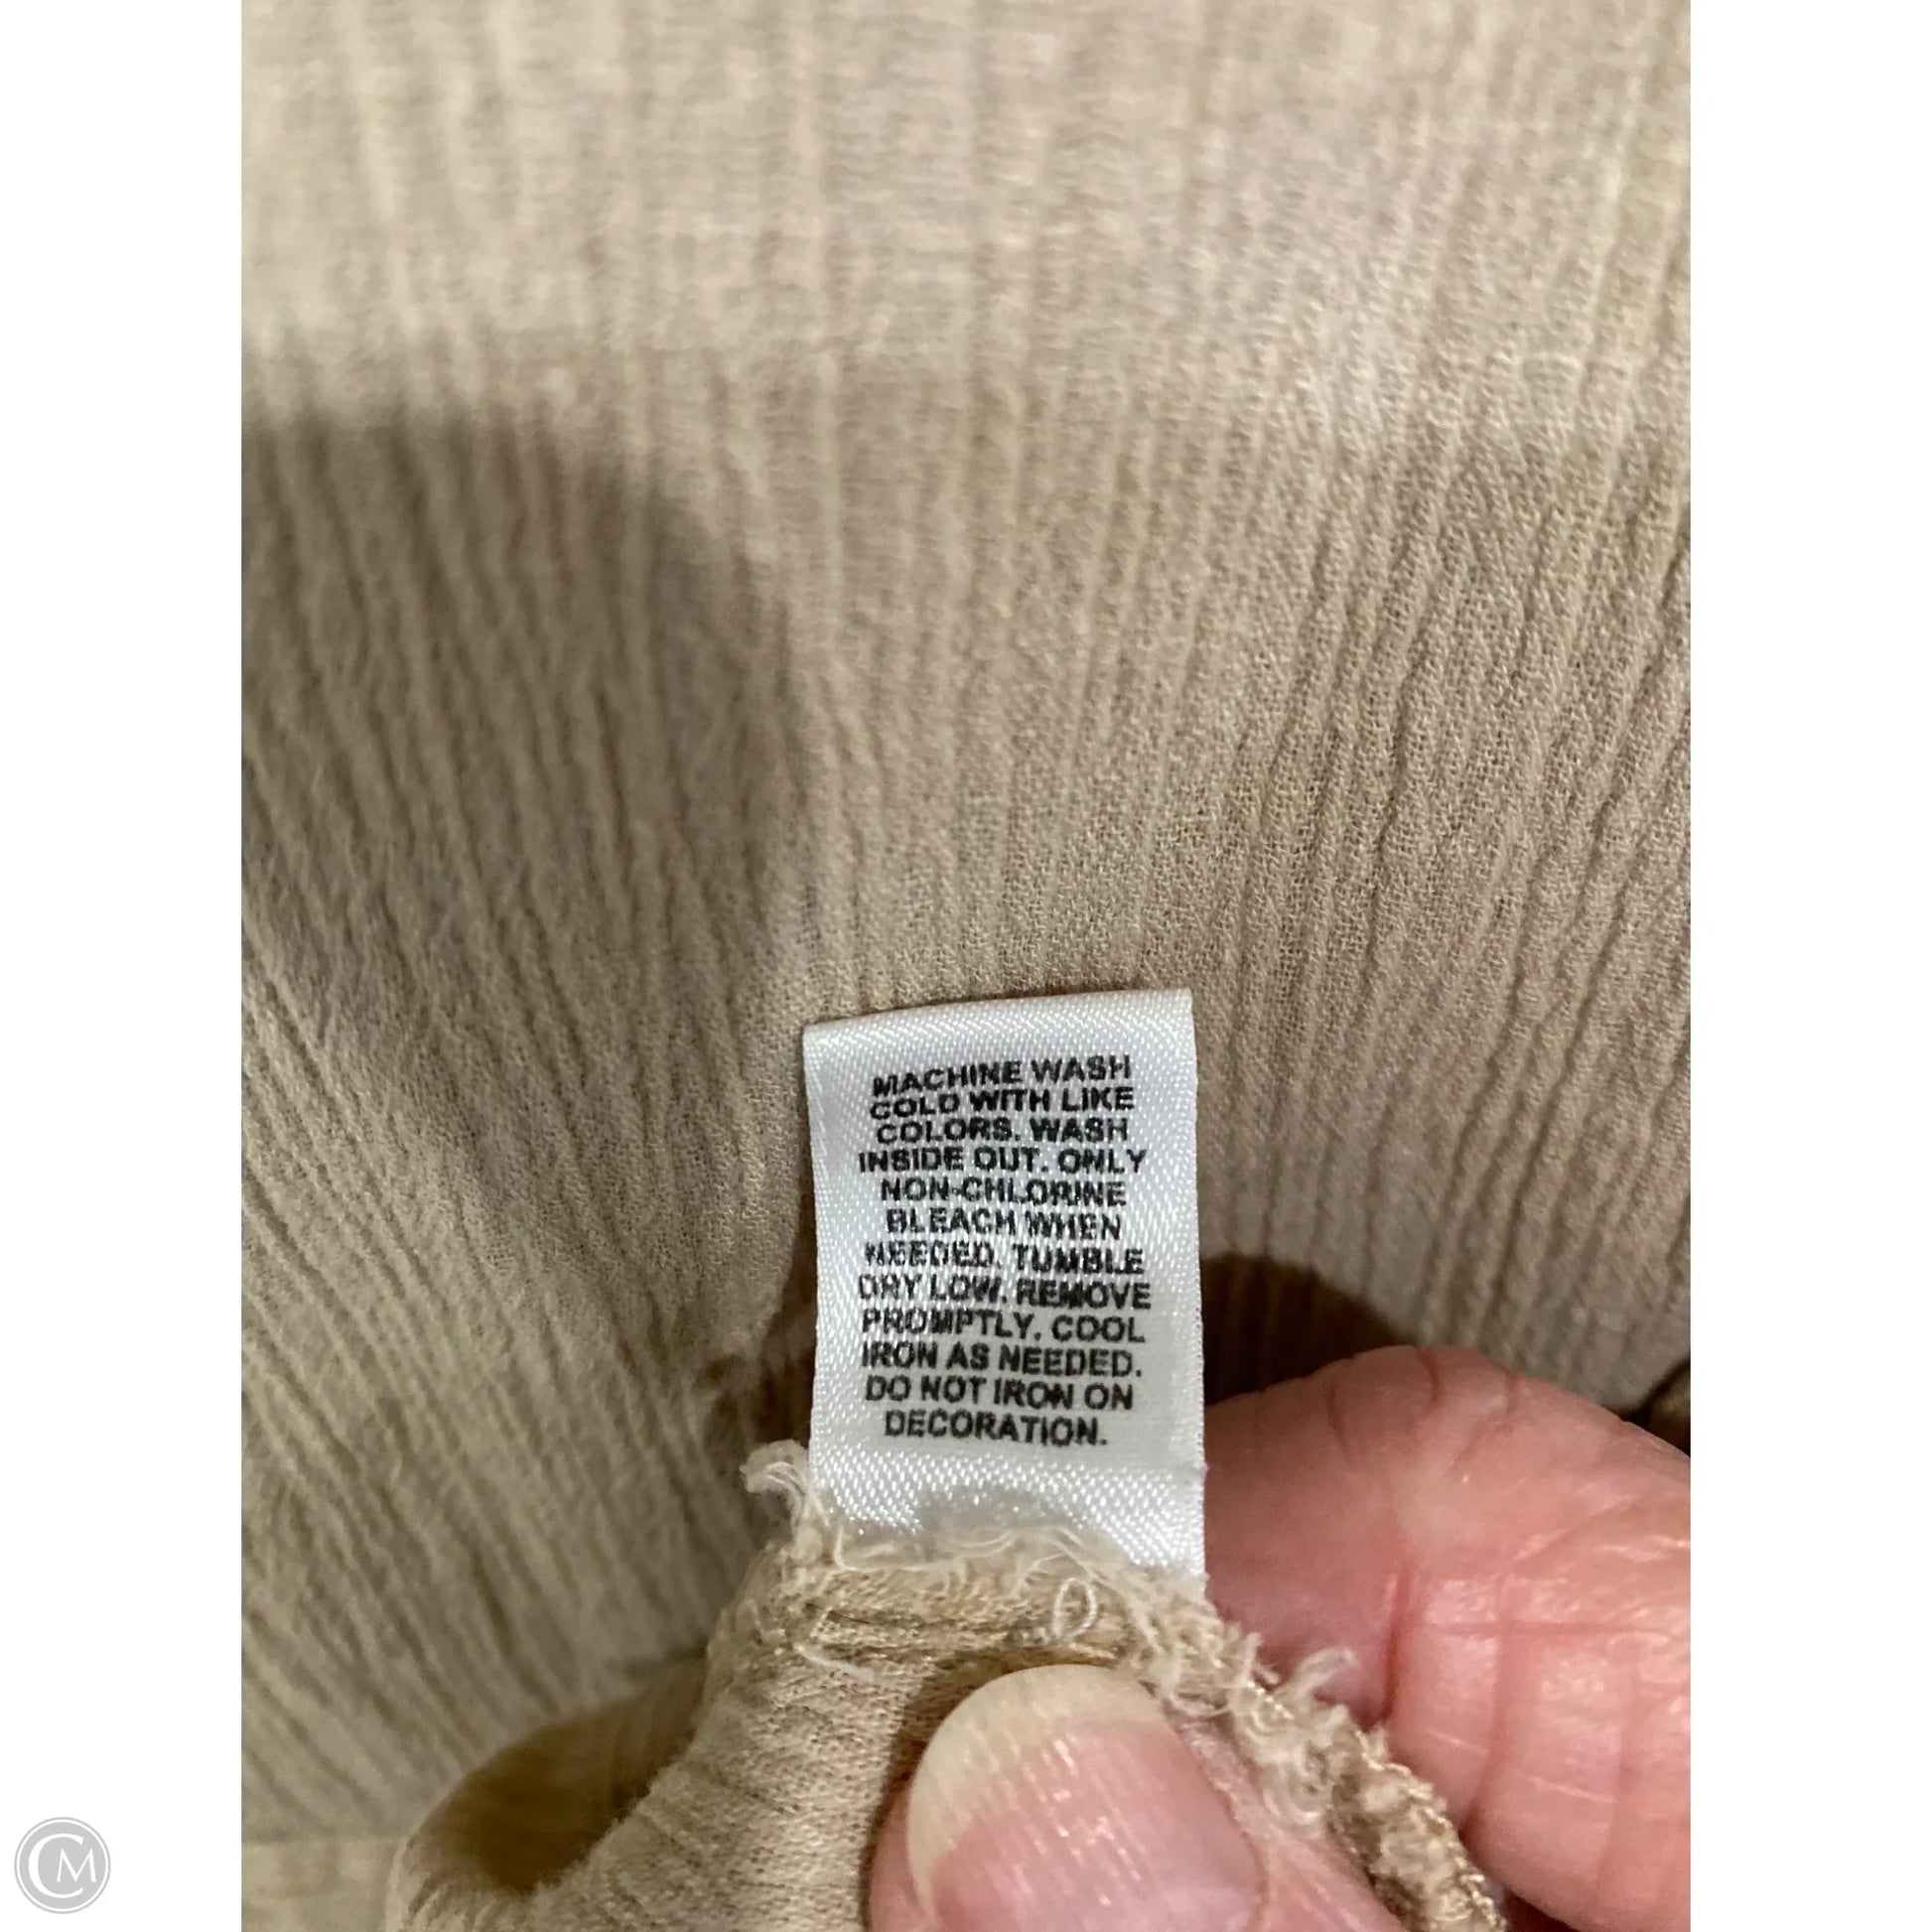 MACHINE WASH
COLD WITH LIKE
COLORS. WASH
INSIDE OUT. ONLY
NON-CHLORINE
BLEACH WHEN
NEEDED. TUMBLE
DRY LOW. REMOVE
PROMPTLY. COOL
IRON AS NEEDED.
DO NOT IRON ON
DECORATION.
CM